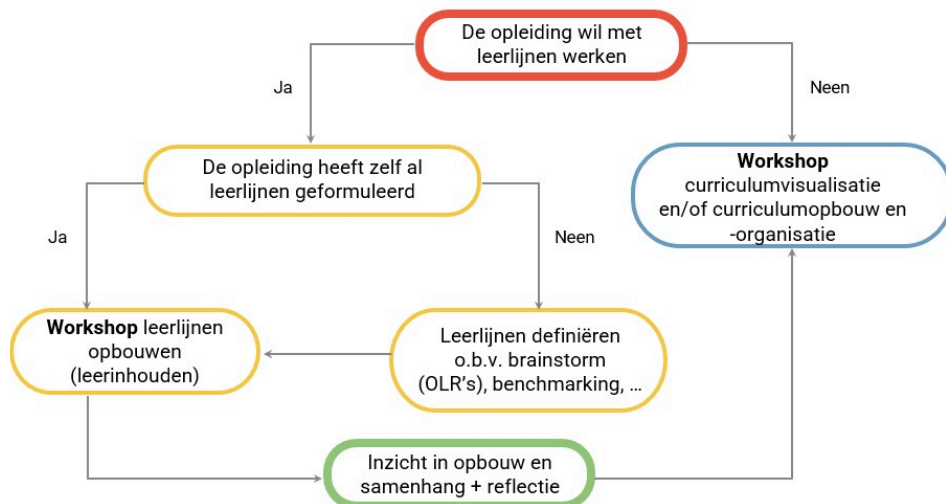 De opleiding wil met
leerlijnen werken
Ja
Neen
De opleiding heeft zelf al
leerlijnen geformuleerd
Workshop
curriculumvisualisatie
en/of curriculumopbouw en
-organisatie
Ja
Neen
Workshop leerlijnen
opbouwen
(leerinhouden)
Leerlijnen definiëren
o.b.v. brainstorm
(OLR's), benchmarking, ...
Inzicht in opbouw en
samenhang + reflectie